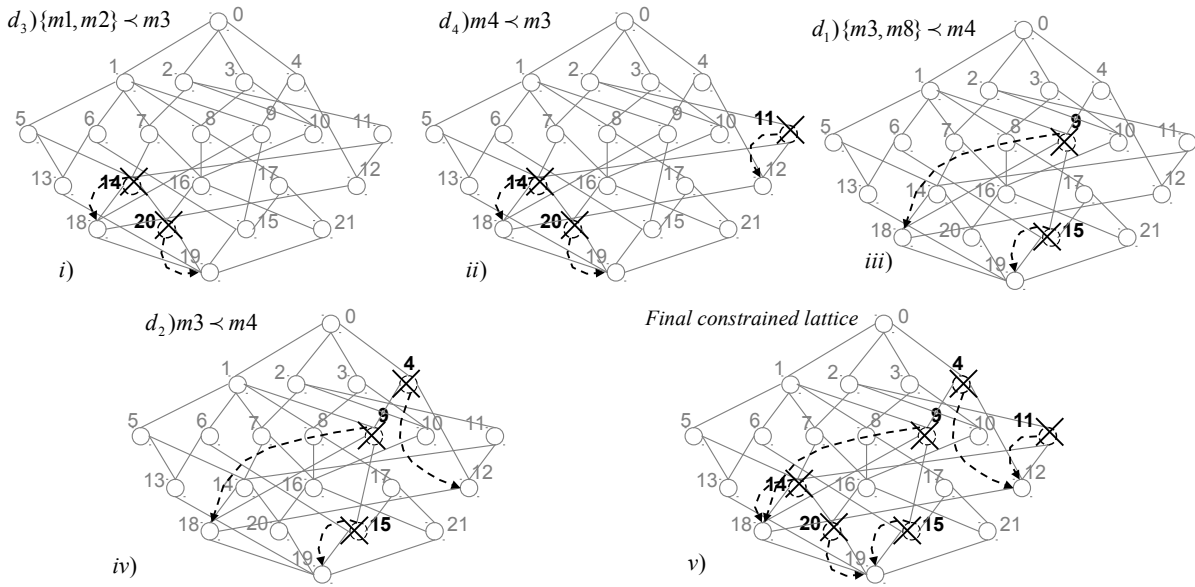 d₃){m1,m2}≺m3
0
1 2 3 4
5 6 7 8 9 10 11
13 14 16 17 12
18 20 15 21
19
i)
d₄)m4≺m3
0
1 2 3 4
5 6 7 8 9 10 11
13 14 16 17 12
18 20 15 21
19
ii)
d₁){m3,m8}≺m4
0
1 2 3 4
5 6 7 8 9 10 11
13 14 16 17 12
18 20 15 21
19
iii)
d₂)m3≺m4
0
1 2 3 4
5 6 7 8 9 10 11
13 14 16 17 12
18 20 15 21
19
iv)
Final constrained lattice
0
1 2 3 4
5 6 7 8 9 10 11
13 14 16 17 12
18 20 15 21
19
v)